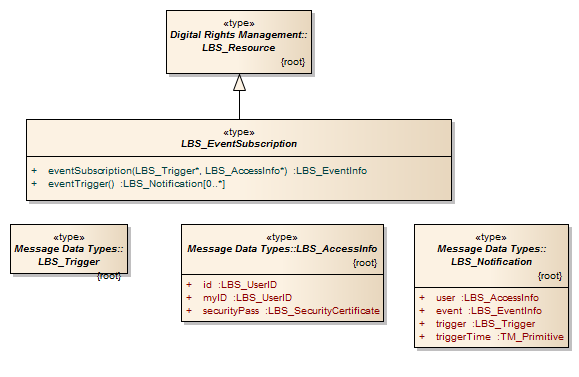 «type»
Digital Rights Management::
LBS_Resource
{root}
«type»
LBS_EventSubscription
+ eventSubscription(LBS_Trigger*, LBS_AccessInfo*) :LBS_EventInfo
+ eventTrigger() :LBS_Notification[0..*]
«type»
Message Data Types::
LBS_Trigger
{root}
«type»
Message Data Types::LBS_AccessInfo
{root}
+ id :LBS_UserID
+ myID :LBS_UserID
+ securityPass :LBS_SecurityCertificate
«type»
Message Data Types::
LBS_Notification
{root}
+ user :LBS_AccessInfo
+ event :LBS_EventInfo
+ trigger :LBS_Trigger
+ triggerTime :TM_Primitive